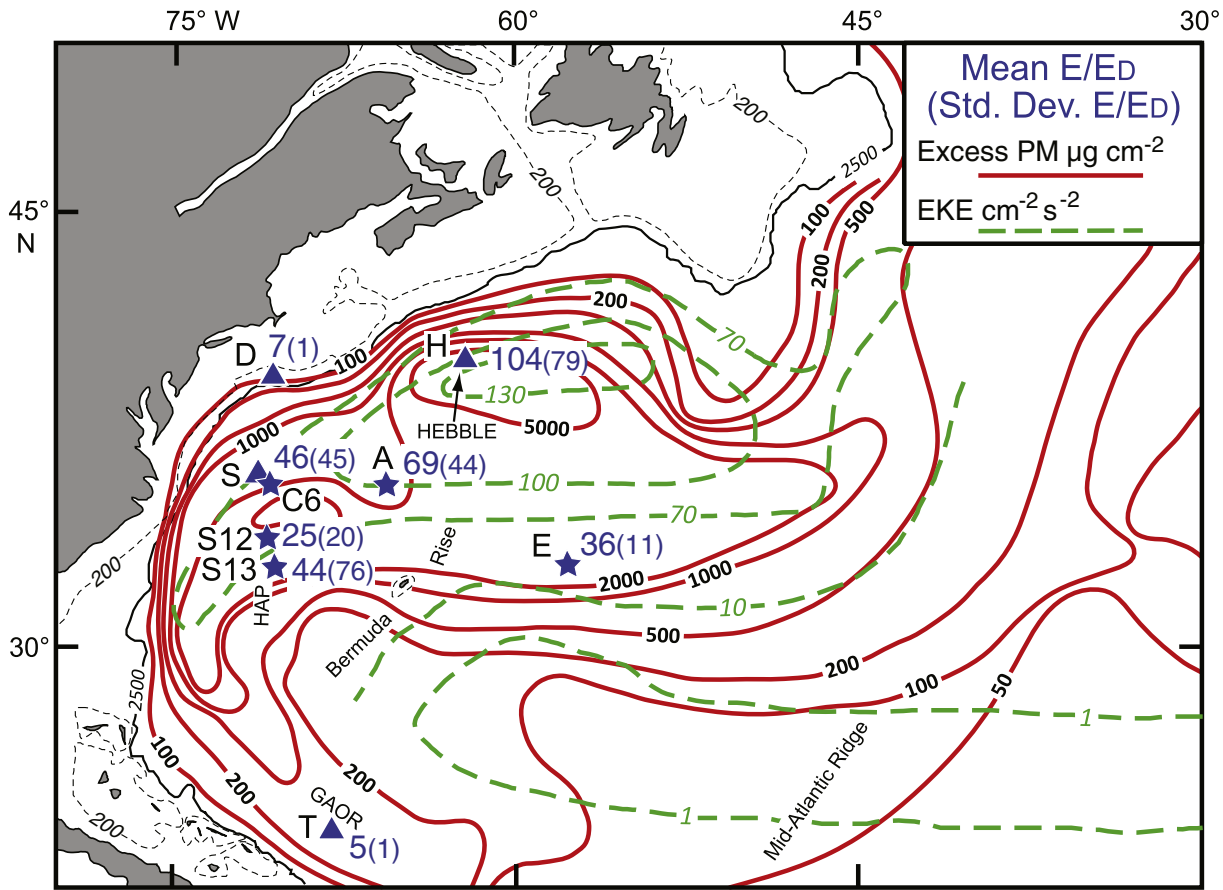 75° W
60°
45°
30°
Mean E/ED
(Std. Dev. E/ED)
Excess PM µg cm-2
EKE cm-2 s-2
45°
N
30°
200
200
2500
100
500
200
200
70
D 7(1)
100
H
104(79)
130
HEBBLE
5000
1000
S 46(45)
A 69(44)
C6
100
70
S12 25(20)
S13 44(76)
HAP
Rise
E 36(11)
200
2000
1000
10
Bermuda
500
200
100
50
2500
1
100
200
200
GAOR
T
5(1)
1
Mid-Atlantic Ridge
200